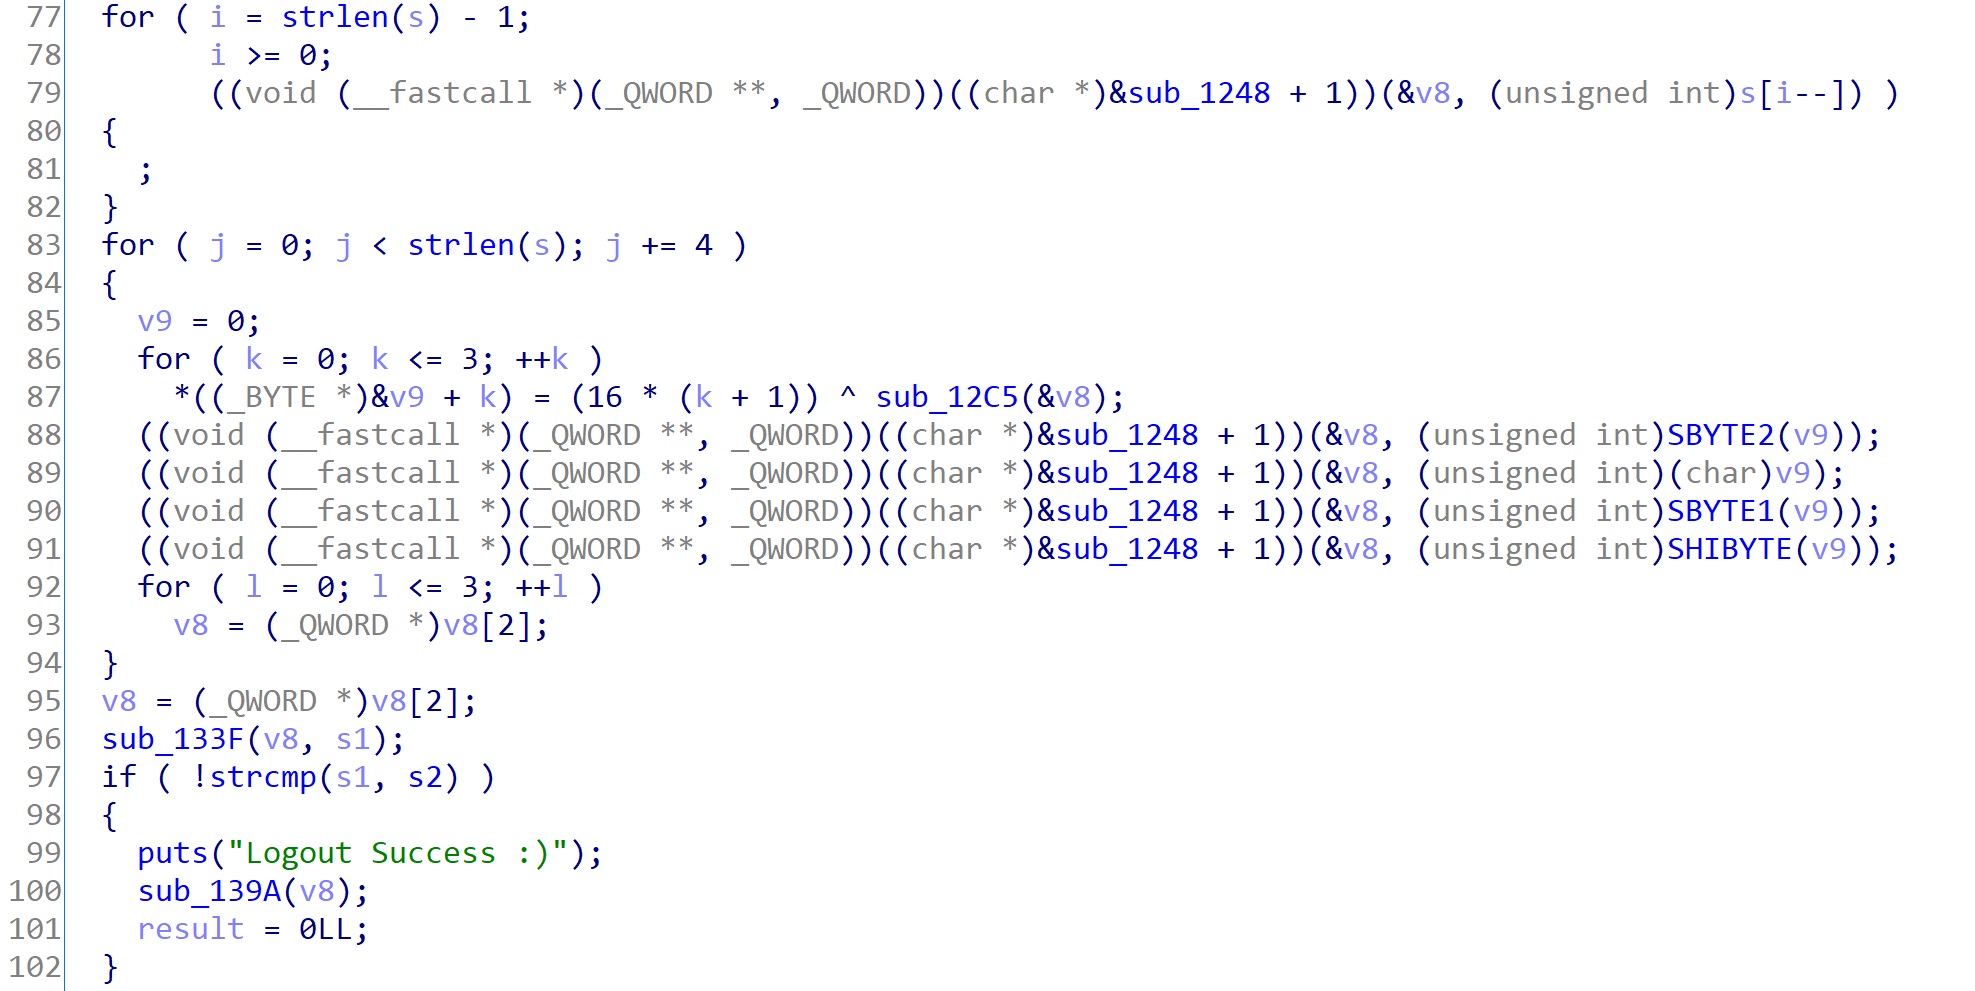 77 for ( i = strlen(s) - 1;
78 i >= 0;
79 ((void (__fastcall *)(_QWORD **, _QWORD))((char *)&sub_1248 + 1))(&v8, (unsigned int)s[i--]) )
80 {
81 ;
82 }
83 for ( j = 0; j < strlen(s); j += 4 )
84 {
85 v9 = 0;
86 for ( k = 0; k <= 3; ++k )
87 *((_BYTE *)&v9 + k) = (16 * (k + 1)) ^ sub_12C5(&v8);
88 ((void (__fastcall *)(_QWORD **, _QWORD))((char *)&sub_1248 + 1))(&v8, (unsigned int)SBYTE2(v9));
89 ((void (__fastcall *)(_QWORD **, _QWORD))((char *)&sub_1248 + 1))(&v8, (unsigned int)(char)v9);
90 ((void (__fastcall *)(_QWORD **, _QWORD))((char *)&sub_1248 + 1))(&v8, (unsigned int)SBYTE1(v9));
91 ((void (__fastcall *)(_QWORD **, _QWORD))((char *)&sub_1248 + 1))(&v8, (unsigned int)SHIBYTE(v9));
92 for ( l = 0; l <= 3; ++l )
93 v8 = (_QWORD *)v8[2];
94 }
95 v8 = (_QWORD *)v8[2];
96 sub_133F(v8, s1);
97 if ( !strcmp(s1, s2) )
98 {
99 puts("Logout Success :)");
100 sub_139A(v8);
101 result = 0LL;
102 }